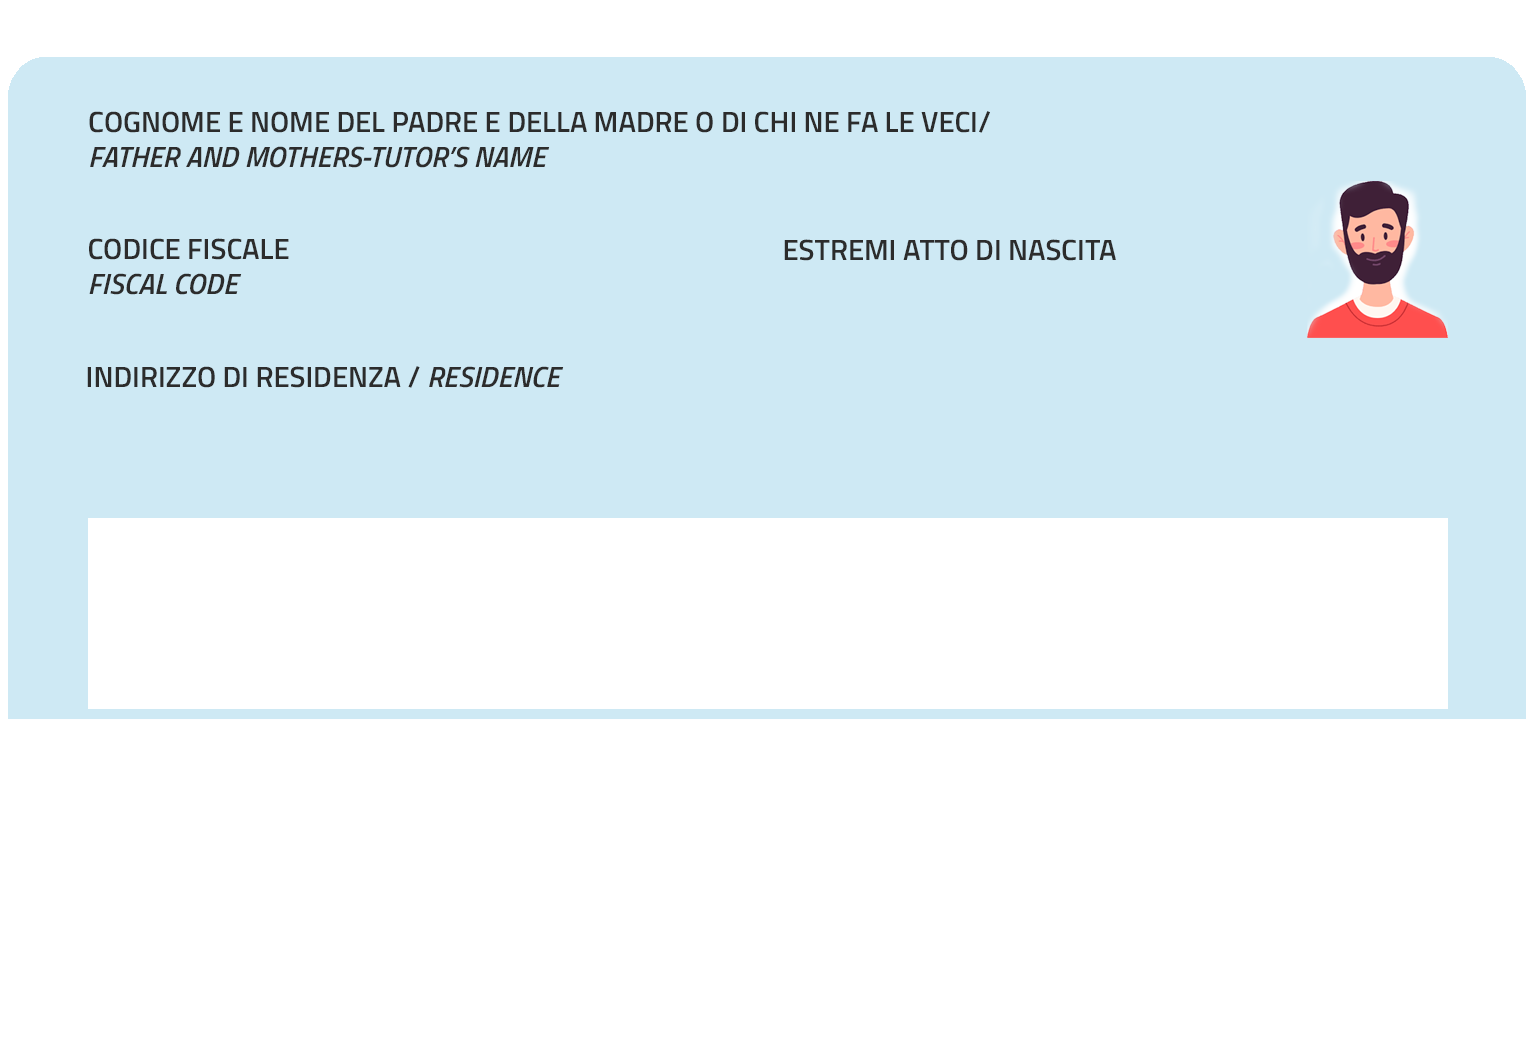 COGNOME E NOME DEL PADRE E DELLA MADRE O DI CHI NE FA LE VECI/
FATHER AND MOTHERS-TUTOR'S NAME
CODICE FISCALE
FISCAL CODE
ESTREMI ATTO DI NASCITA
INDIRIZZO DI RESIDENZA / RESIDENCE